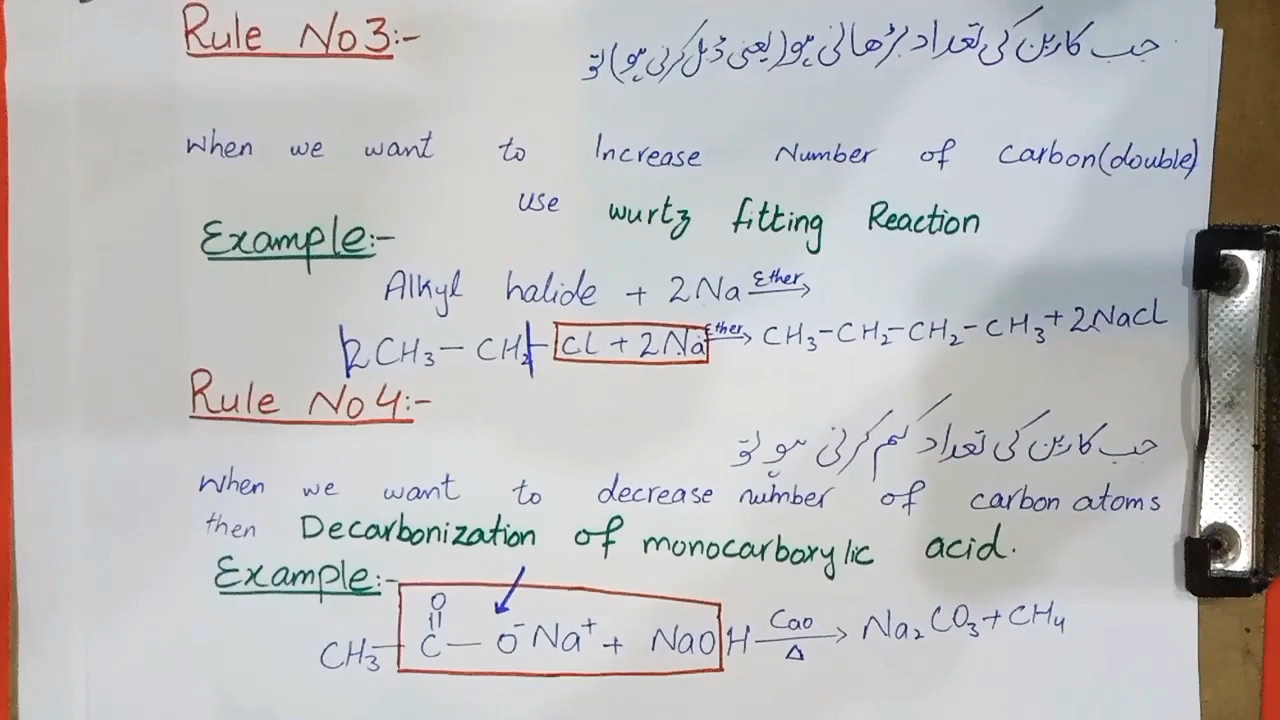 Rule No3:-
جب کاربن کی تعداد بڑھانی ہو(یعنی ڈبل کرنی ہو) تو
when we want to Increase Number of carbon(double)
use wurtz fitting Reaction
Example:-
Alkyl halide + 2Na Ether→
2CH₃-CH₂-Cl + 2Na Ether→ CH₃-CH₂-CH₂-CH₃ + 2NaCl
Rule No4:-
جب کاربن کی تعداد کم کرنی ہو تو
when we want to decrease number of carbon atoms
then Decarbonization of monocarboxylic acid.
Example:-
O
||
CH₃-C-O⁻Na⁺ + NaOH CaO→ Na₂CO₃ + CH₄
Δ